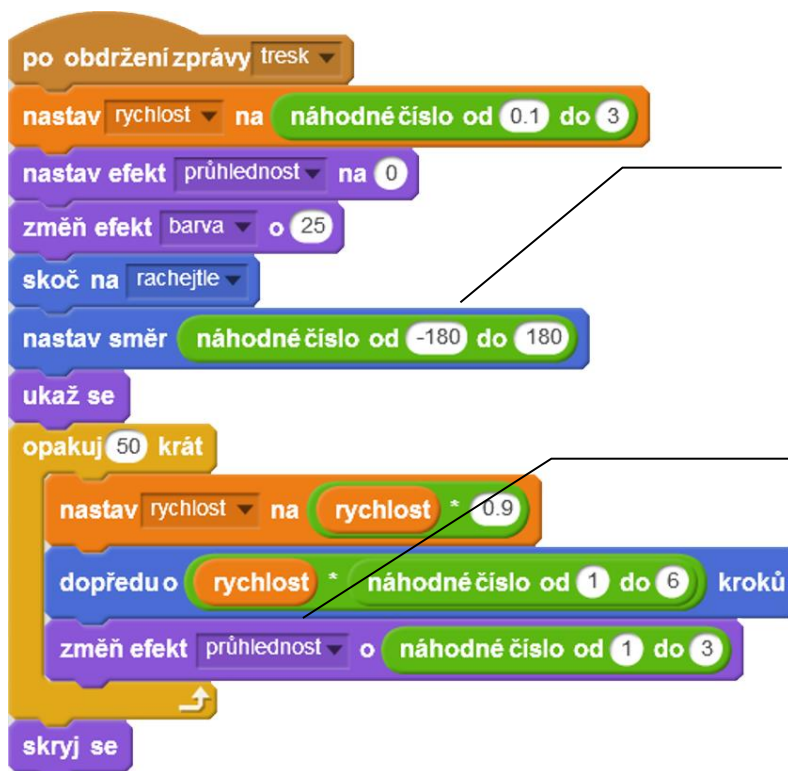 po obdržení zprávy tresk
nastav rychlost na náhodné číslo od 0.1 do 3
nastav efekt průhlednost na 0
změň efekt barva o 25
skoč na rachejtle
nastav směr náhodné číslo od -180 do 180
ukaž se
opakuj 50 krát
nastav rychlost na rychlost * 0.9
dopředu o rychlost * náhodné číslo od 1 do 6 kroků
změň efekt průhlednost o náhodné číslo od 1 do 3
skryj se